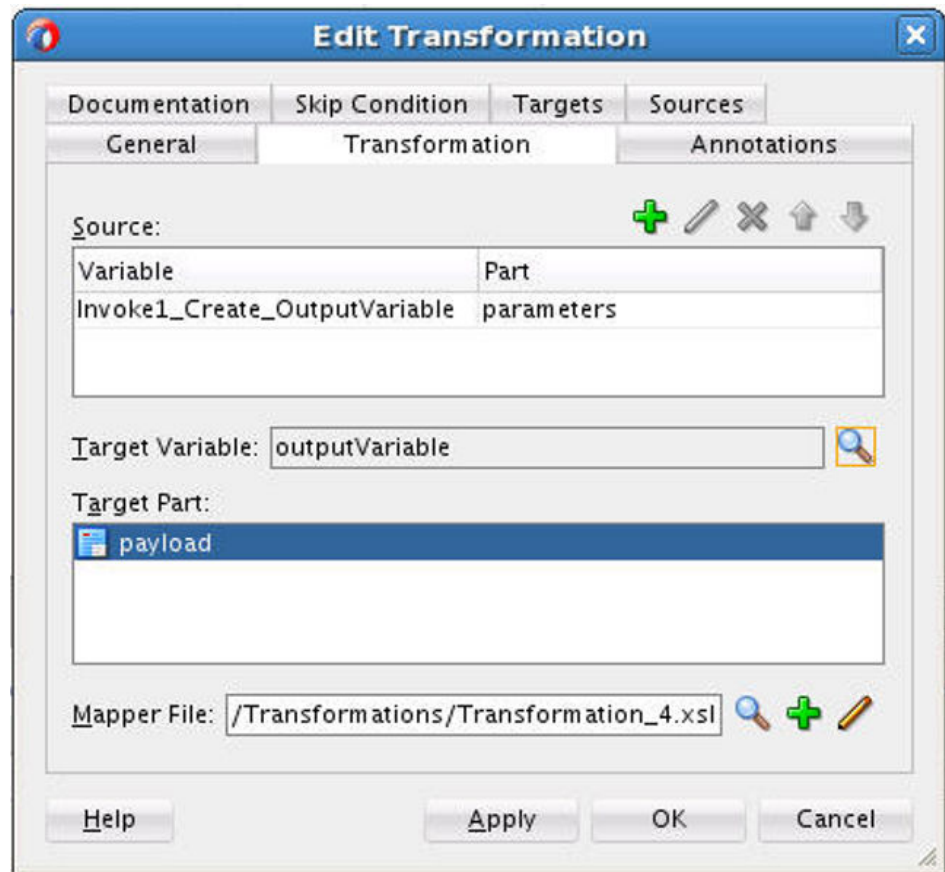 Edit Transformation
Documentation Skip Condition Targets Sources
General Transformation Annotations
Source:
Variable Part
Invoke1_Create_OutputVariable parameters
Target Variable: outputVariable
Target Part:
payload
Mapper File: /Transformations/Transformation_4.xsl
Help Apply OK Cancel